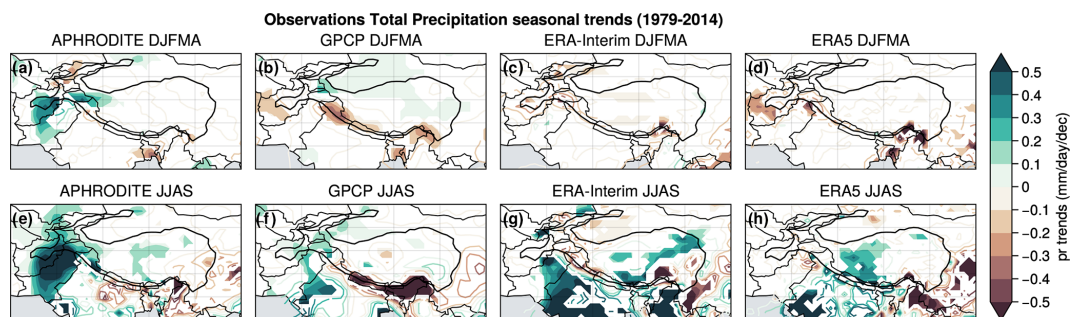 Observations Total Precipitation seasonal trends (1979-2014)
APHRODITE DJFMA
GPCP DJFMA
ERA-Interim DJFMA
ERA5 DJFMA
(a)
(b)
(c)
(d)
APHRODITE JJAS
GPCP JJAS
ERA-Interim JJAS
ERA5 JJAS
(e)
(f)
(g)
(h)
0.5
0.4
0.3
0.2
0.1
0
−0.1
−0.2
−0.3
−0.4
−0.5
pr trends (mm/day/dec)